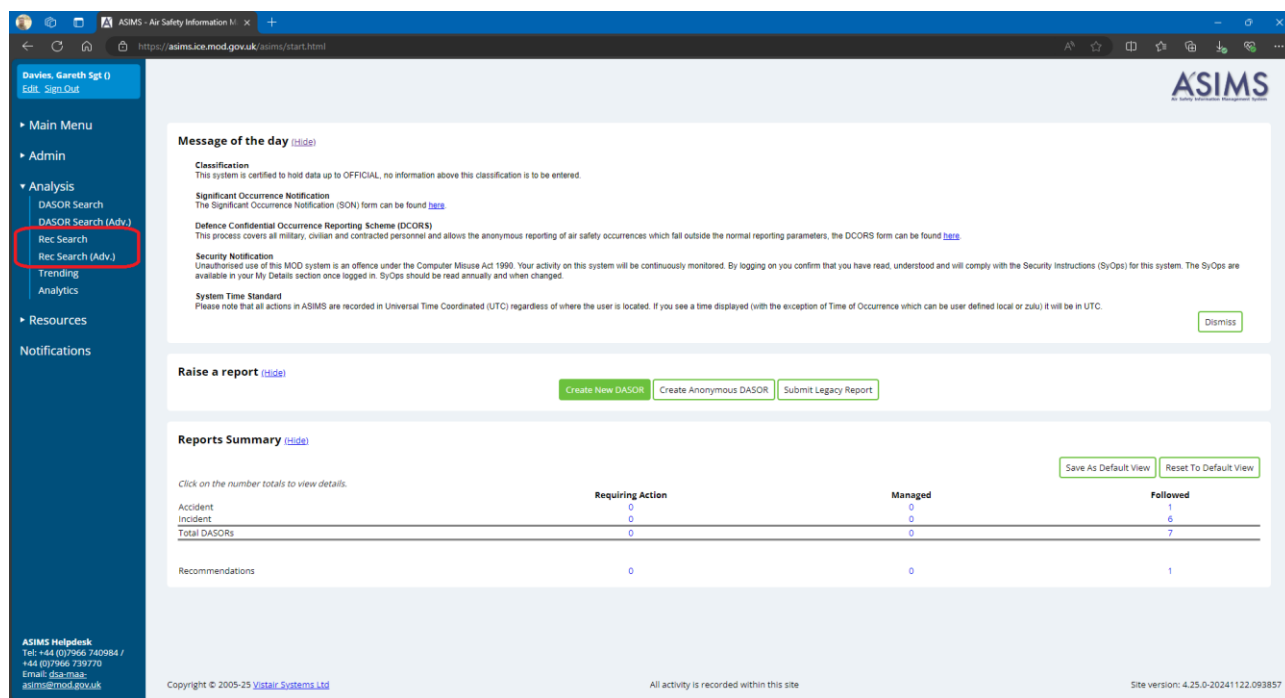 ASIMS - Air Safety Information M
https://asims.ice.mod.gov.uk/asims/start.html
Davies, Gareth Sgt ()
Edit Sign Out
Main Menu
Admin
Analysis
DASOR Search
DASOR Search (Adv.)
Rec Search
Rec Search (Adv.)
Trending
Analytics
Resources
Notifications
ASIMS Helpdesk
Tel: +44 (0)7966 740984 /
+44 (0)7966 739770
Email: dsa-maa-
asims@mod.gov.uk
ASIMS
Air Safety Information Management System
Message of the day (Hide)
Classification
This system is certified to hold data up to OFFICIAL, no information above this classification is to be entered.
Significant Occurrence Notification
The Significant Occurrence Notification (SON) form can be found here.
Defence Confidential Occurrence Reporting Scheme (DCORS)
This process covers all military, civilian and contracted personnel and allows the anonymous reporting of air safety occurrences which fall outside the normal reporting parameters, the DCORS form can be found here.
Security Notification
Unauthorised use of this MOD system is an offence under the Computer Misuse Act 1990. Your activity on this system will be continuously monitored. By logging on you confirm that you have read, understood and will comply with the Security Instructions (SyOps) for this system. The SyOps are
available in your My Details section once logged in. SyOps should be read annually and when changed.
System Time Standard
Please note that all actions in ASIMS are recorded in Universal Time Coordinated (UTC) regardless of where the user is located. If you see a time displayed (with the exception of Time of Occurrence which can be user defined local or zulu) it will be in UTC.
Dismiss
Raise a report (Hide)
Create New DASOR Create Anonymous DASOR Submit Legacy Report
Reports Summary (Hide)
Save As Default View Reset To Default View
Click on the number totals to view details.
Requiring Action Managed Followed
Accident 0 0 1
Incident 0 0 6
Total DASORs 0 0 7
Recommendations 0 0 1
Copyright © 2005-25 Vistair Systems Ltd All activity is recorded within this site Site version: 4.25.0-20241122.093857